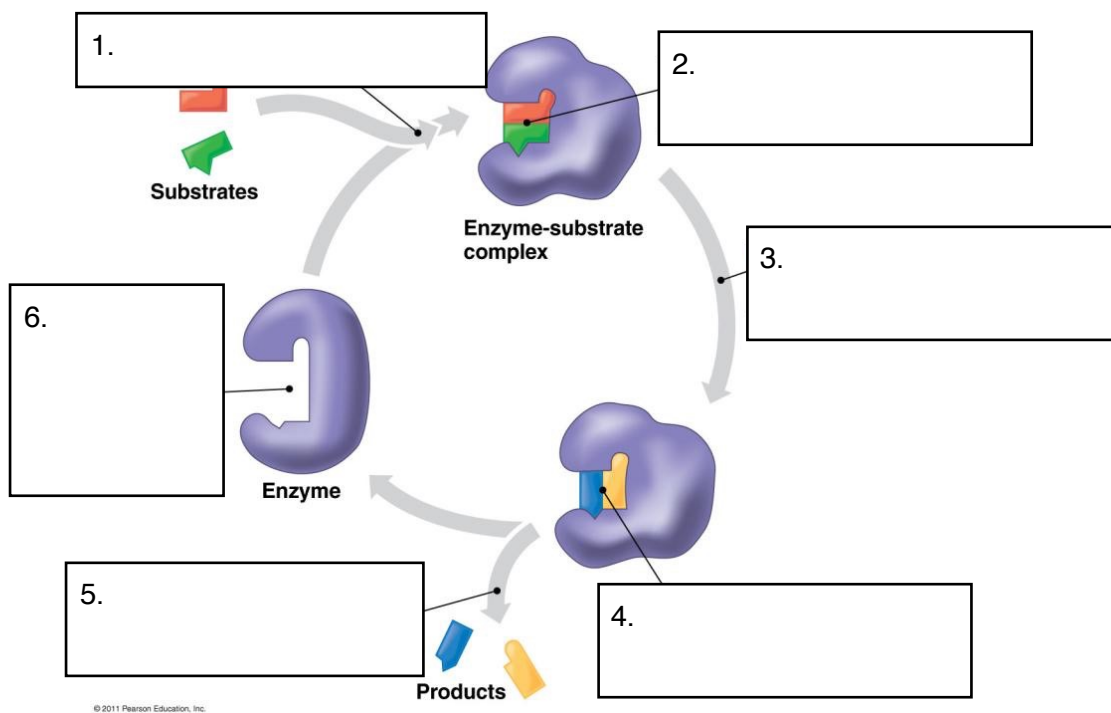 1.
2.
Substrates
Enzyme-substrate
complex
3.
6.
Enzyme
5.
4.
Products
© 2011 Pearson Education, Inc.